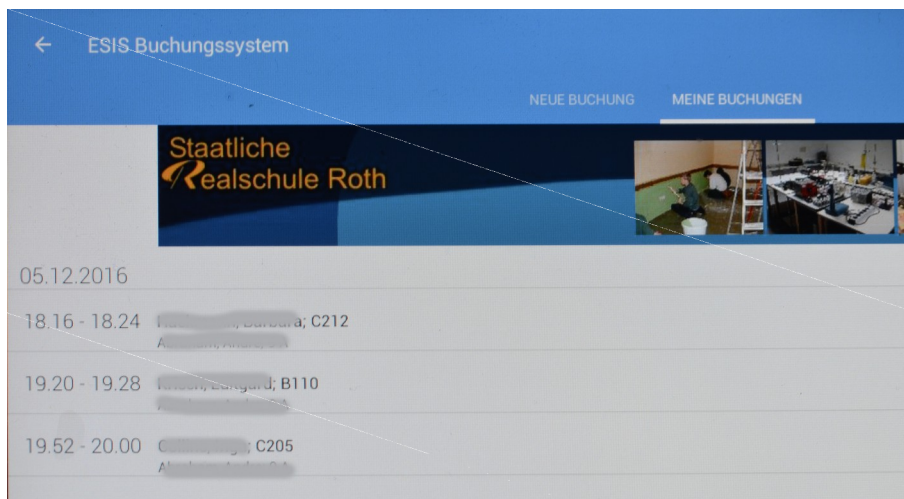 ESIS Buchungssystem
NEUE BUCHUNG MEINE BUCHUNGEN
Staatliche
Realschule Roth
05.12.2016
18.16 - 18.24 C212
19.20 - 19.28 B110
19.52 - 20.00 C205